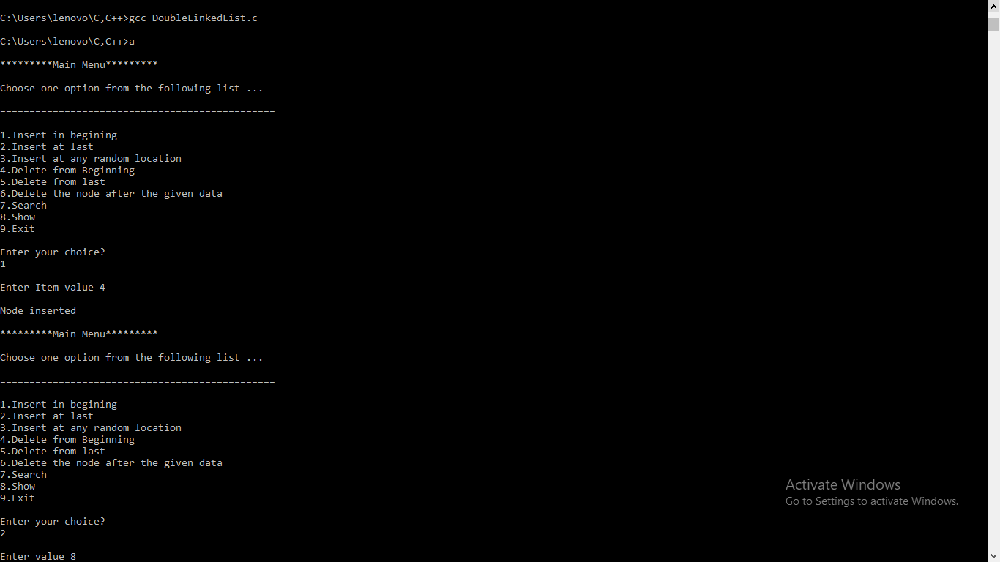 C:\Users\lenovo\C,C++>gcc DoubleLinkedList.c
C:\Users\lenovo\C,C++>a
*********Main Menu*********
Choose one option from the following list ...
===============================================
1.Insert in begining
2.Insert at last
3.Insert at any random location
4.Delete from Beginning
5.Delete from last
6.Delete the node after the given data
7.Search
8.Show
9.Exit
Enter your choice?
1
Enter Item value 4
Node inserted
*********Main Menu*********
Choose one option from the following list ...
===============================================
1.Insert in begining
2.Insert at last
3.Insert at any random location
4.Delete from Beginning
5.Delete from last
6.Delete the node after the given data
7.Search
8.Show
9.Exit
Enter your choice?
2
Enter value 8
Activate Windows
Go to Settings to activate Windows.